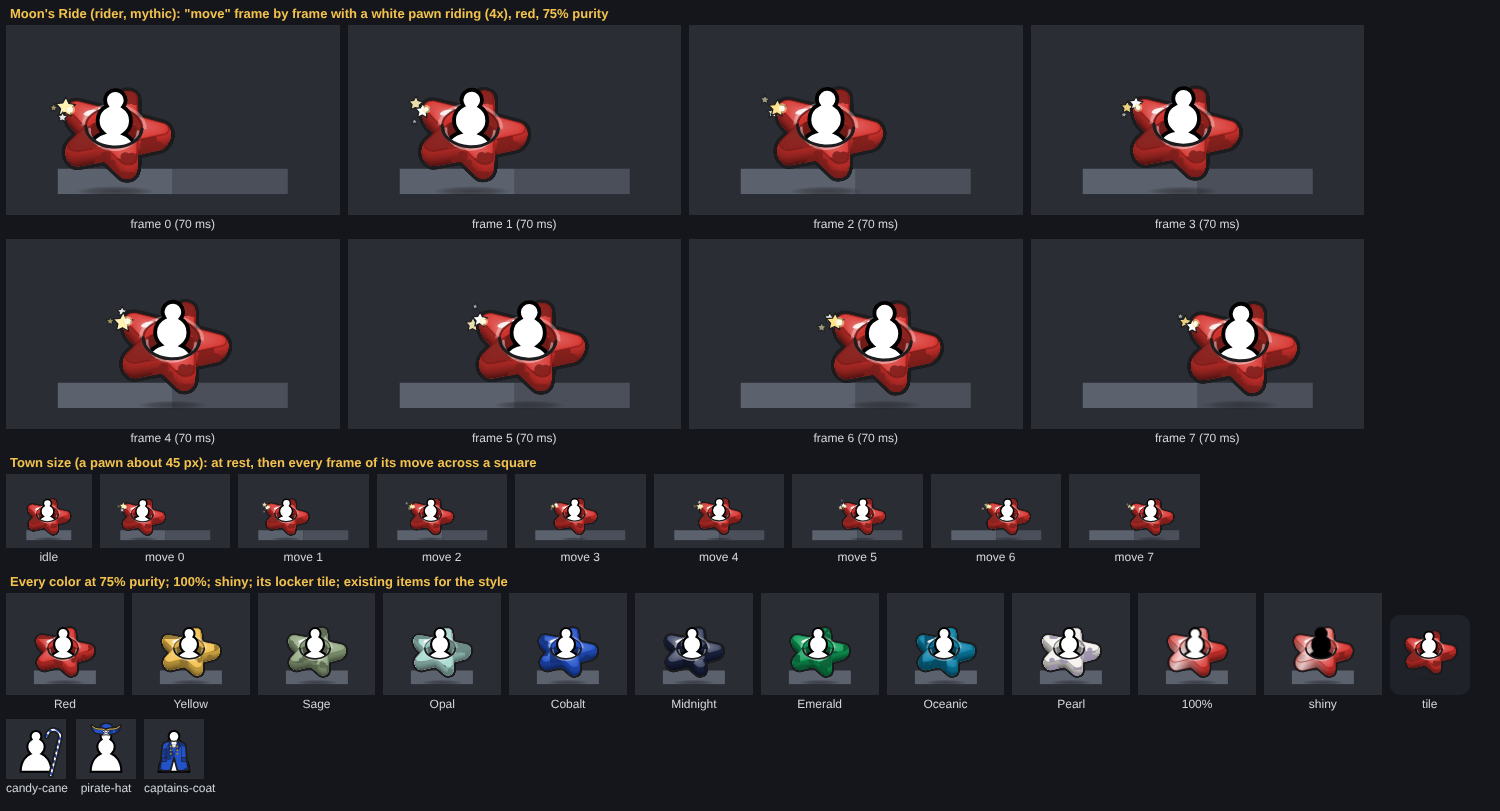 Moon's Ride (rider, mythic): "move" frame by frame with a white pawn riding (4x), red, 75% purity
frame 0 (70 ms)
frame 1 (70 ms)
frame 2 (70 ms)
frame 3 (70 ms)
frame 4 (70 ms)
frame 5 (70 ms)
frame 6 (70 ms)
frame 7 (70 ms)
Town size (a pawn about 45 px): at rest, then every frame of its move across a square
idle
move 0
move 1
move 2
move 3
move 4
move 5
move 6
move 7
Every color at 75% purity; 100%; shiny; its locker tile; existing items for the style
Red
Yellow
Sage
Opal
Cobalt
Midnight
Emerald
Oceanic
Pearl
100%
shiny
tile
candy-cane
pirate-hat
captains-coat